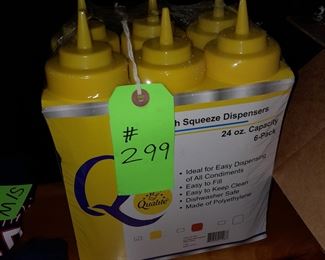 #
299
h Squeeze Dispensers
24 oz. Capacity
6-Pack
• Ideal for Easy Dispensing
of All Condiments
• Easy to Fill
• Easy to Keep Clean
• Dishwasher Safe
• Made of Polyethylene
Qualite